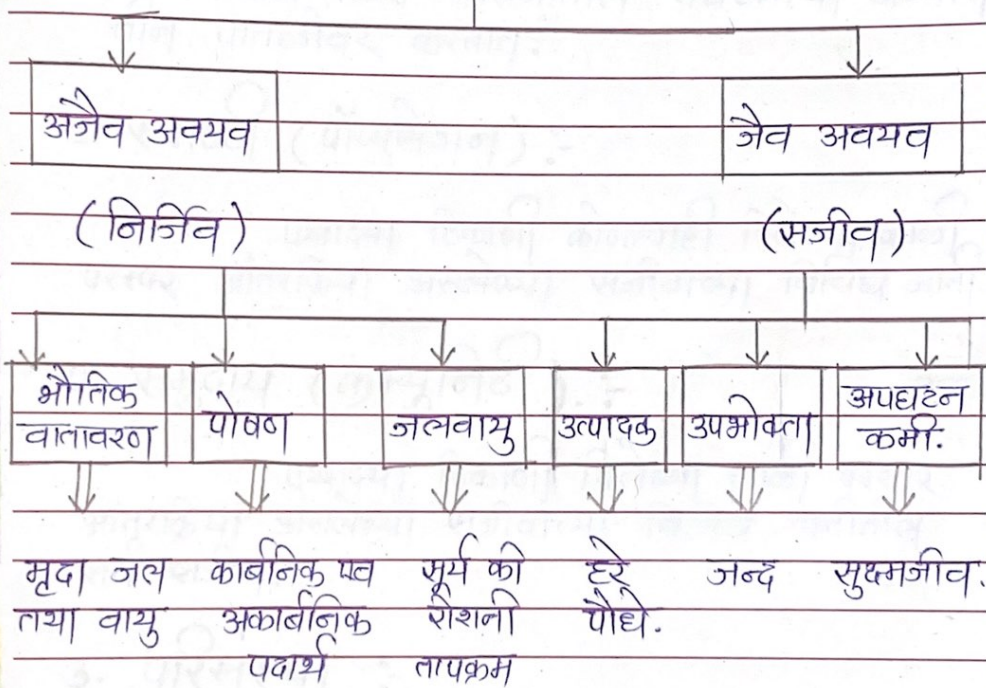 अजैव अवयव जैव अवयव
(निर्जिव) (सजीव)
भौतिक वातावरण पोषण जलवायु उत्पादक उपभोक्ता अपघटन कर्मी.
मृदा जल कार्बनिक एव सूर्य की हरे जन्द सुक्ष्मजीव.
तथा वायु अकार्बनिक रोशनी पौधे.
पदार्थ तापक्रम